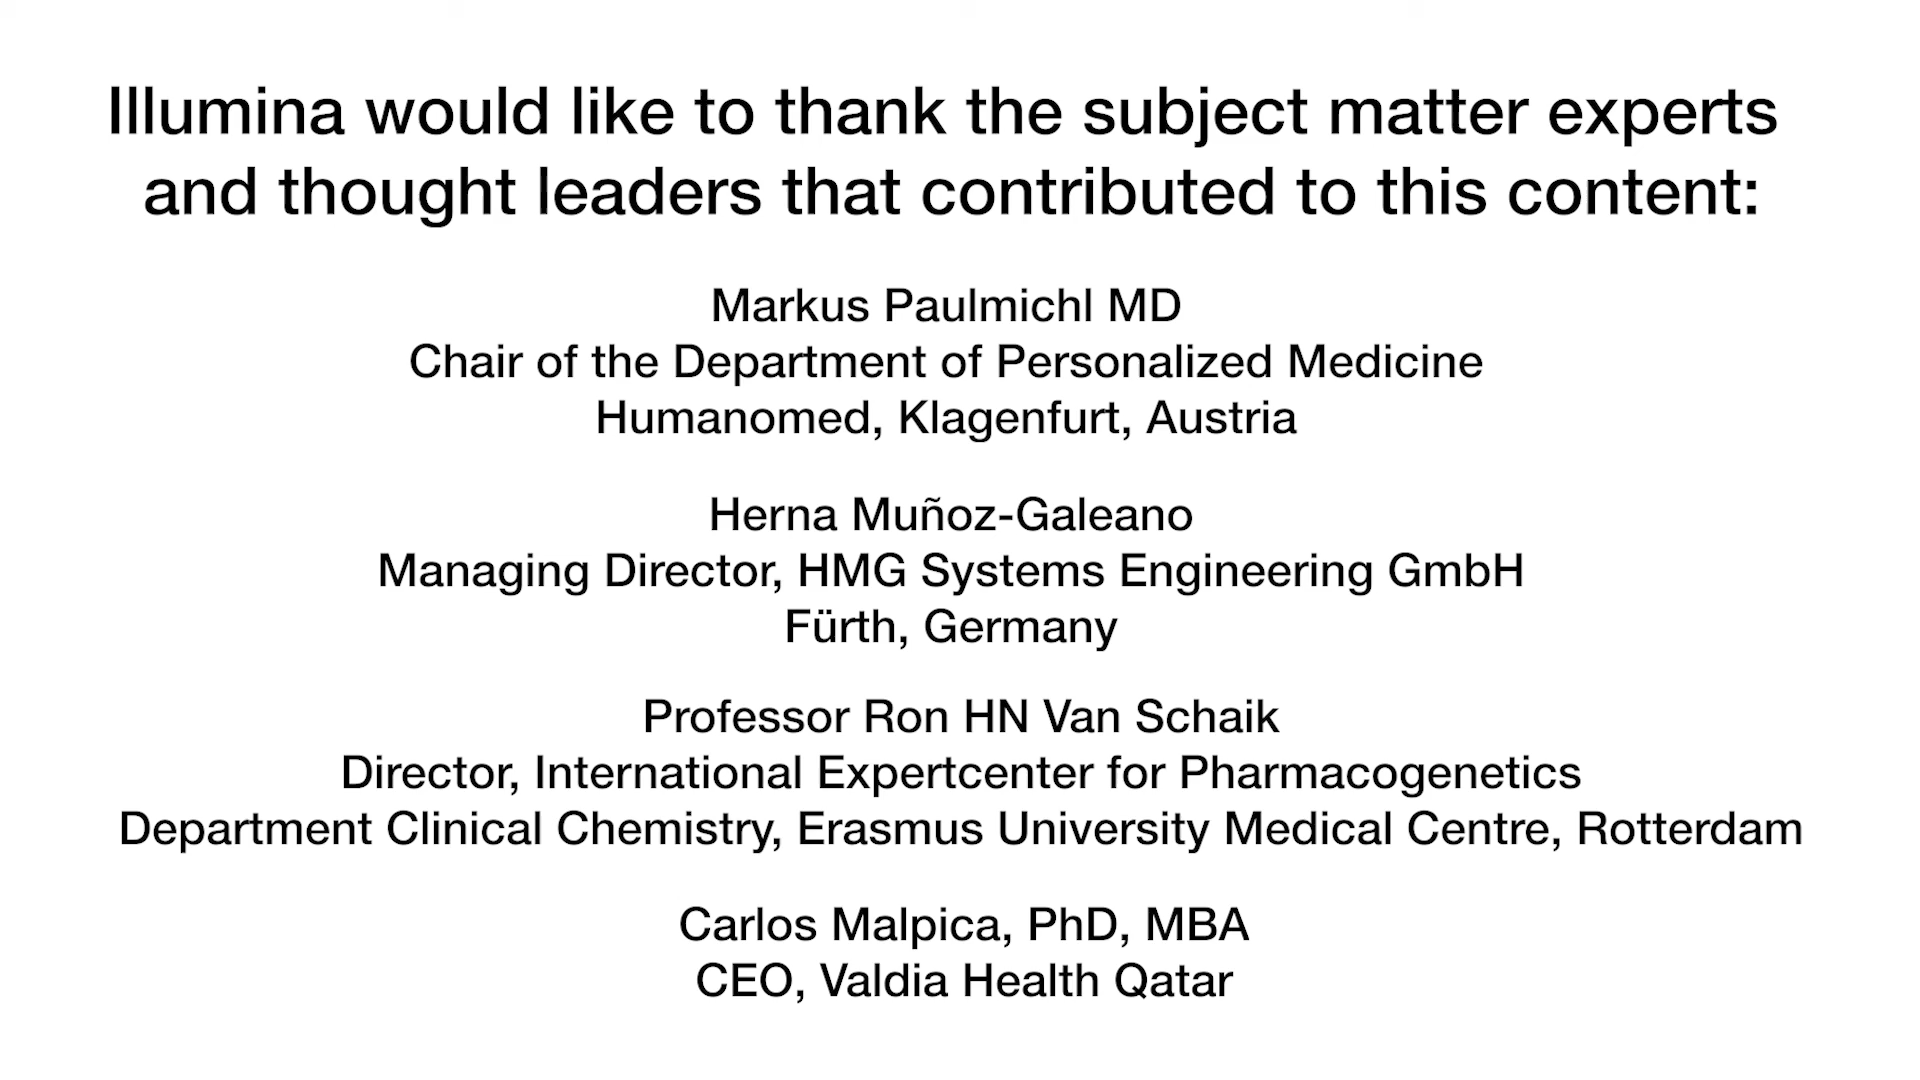 Illumina would like to thank the subject matter experts
and thought leaders that contributed to this content:
Markus Paulmichl MD
Chair of the Department of Personalized Medicine
Humanomed, Klagenfurt, Austria
Herna Muñoz-Galeano
Managing Director, HMG Systems Engineering GmbH
Fürth, Germany
Professor Ron HN Van Schaik
Director, International Expertcenter for Pharmacogenetics
Department Clinical Chemistry, Erasmus University Medical Centre, Rotterdam
Carlos Malpica, PhD, MBA
CEO, Valdia Health Qatar